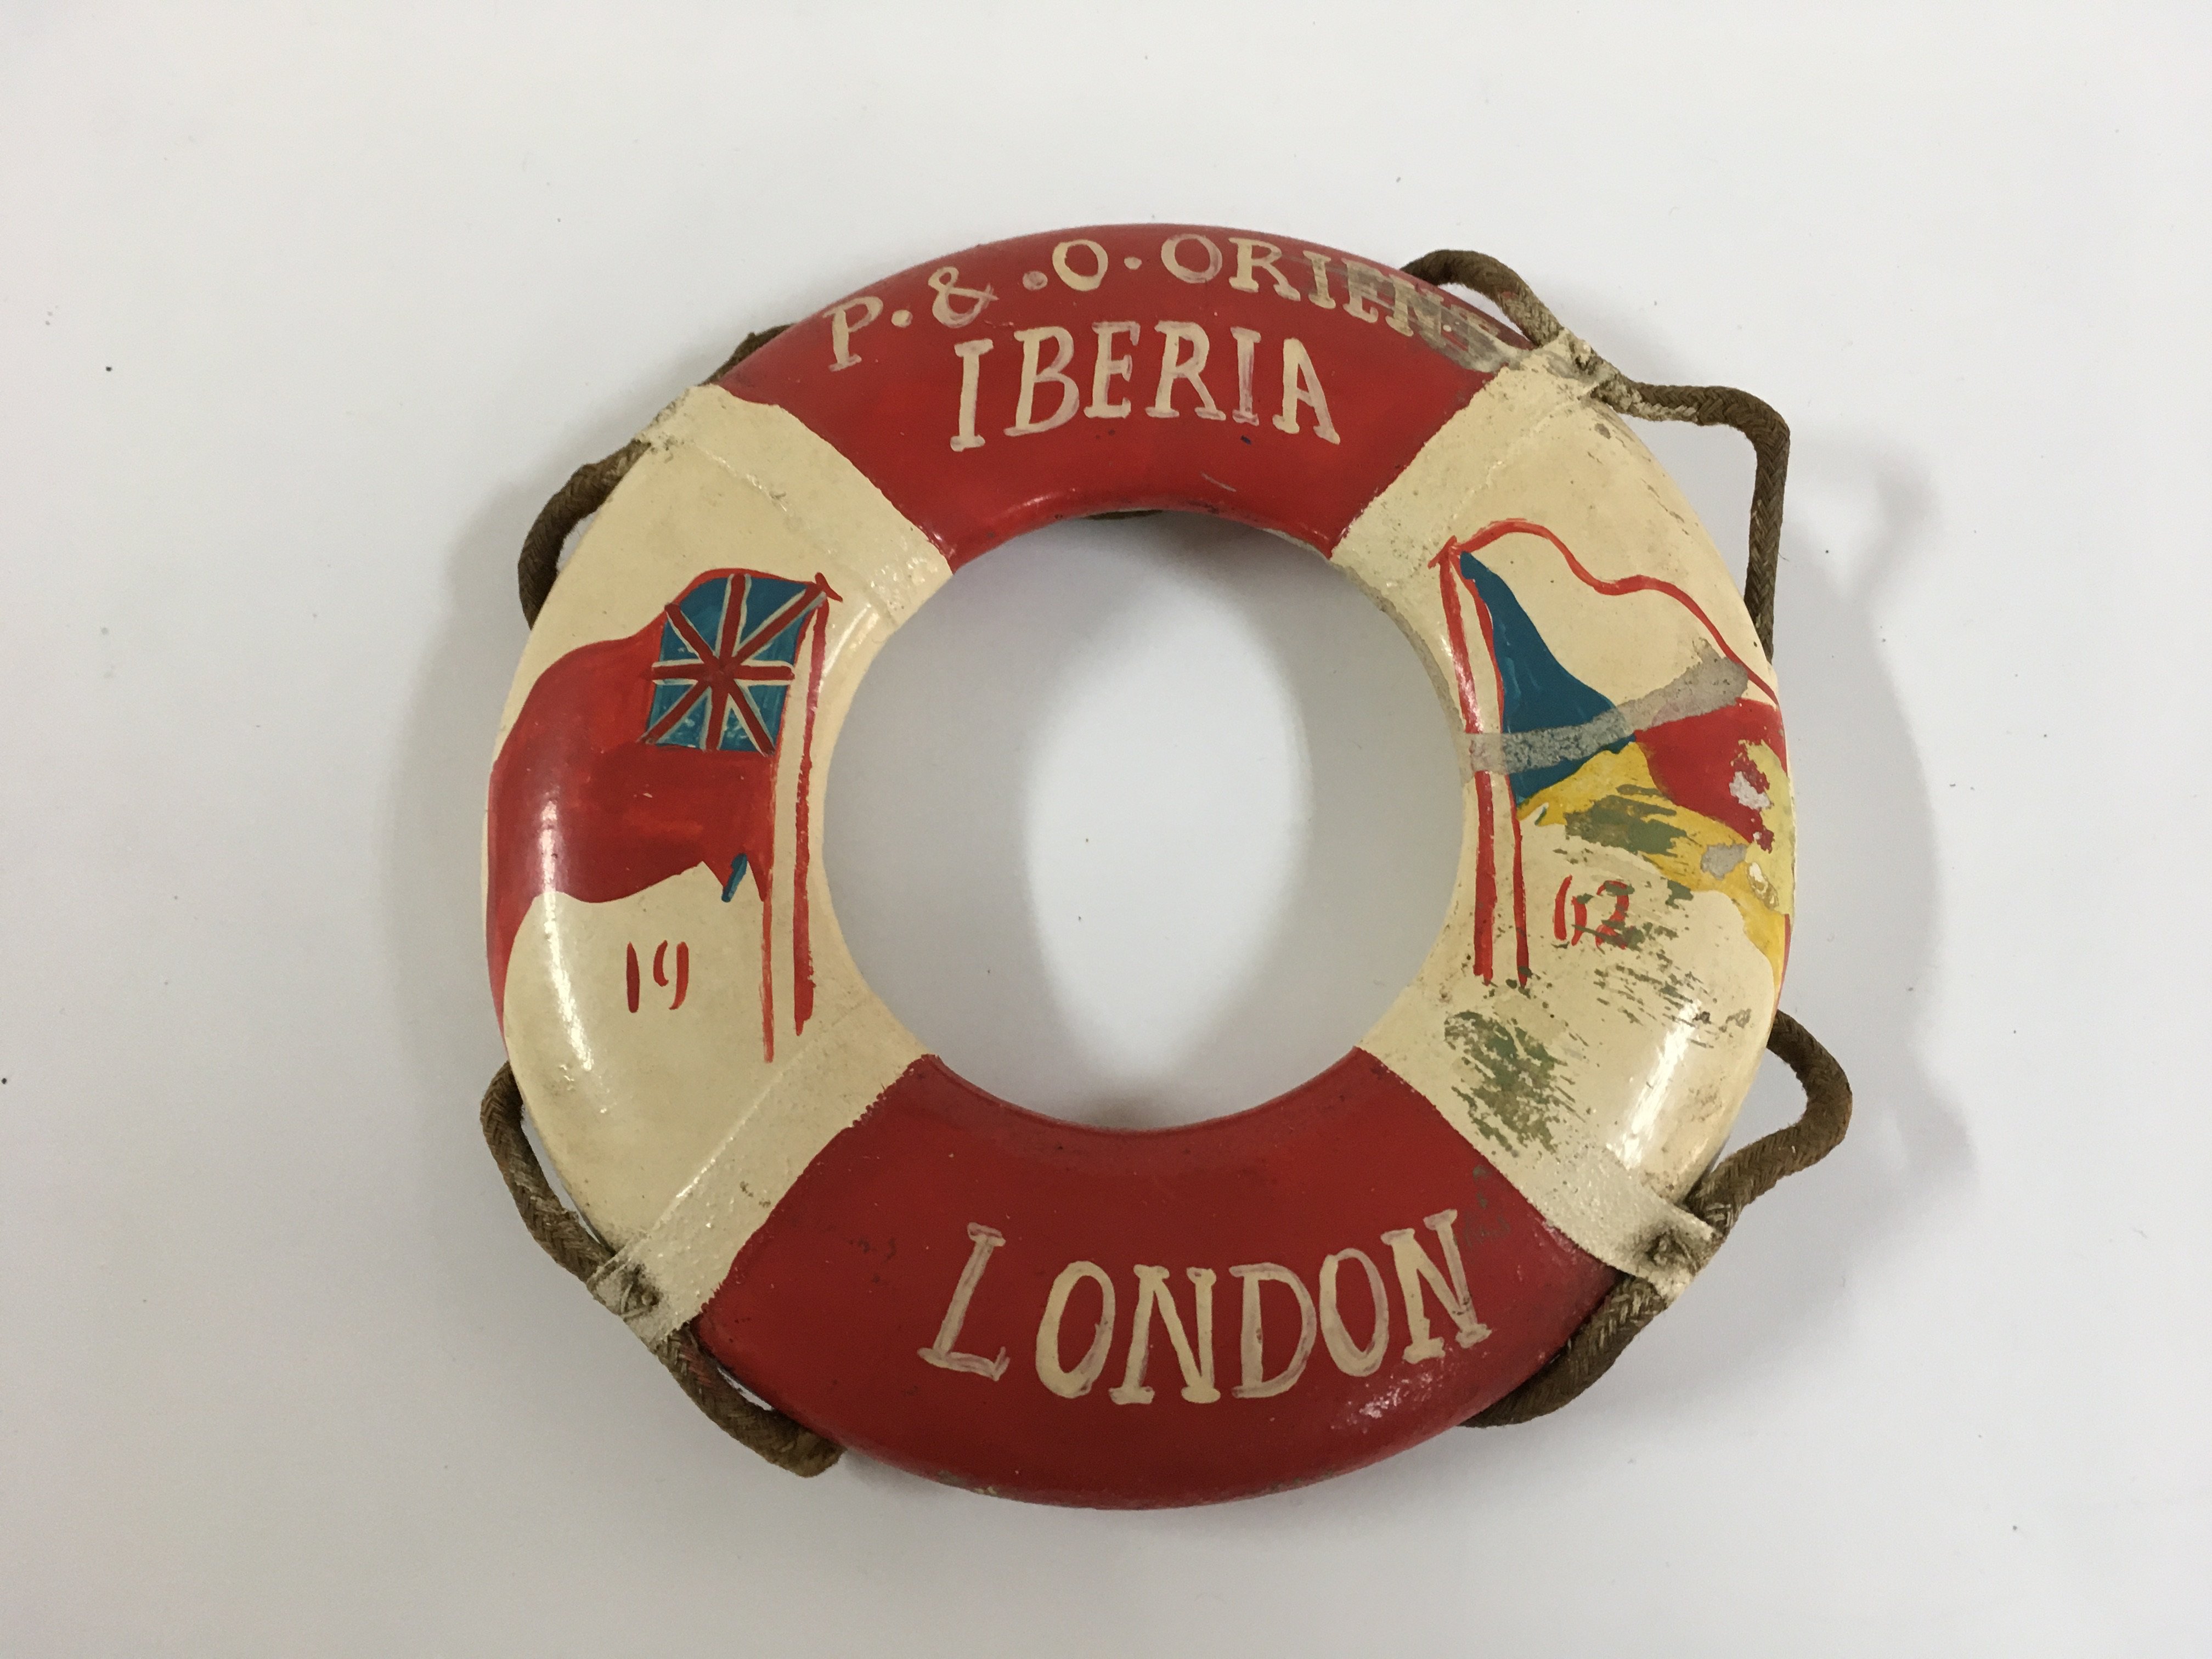 P. & .O. ORIENT
IBERIA
19
62
LONDON